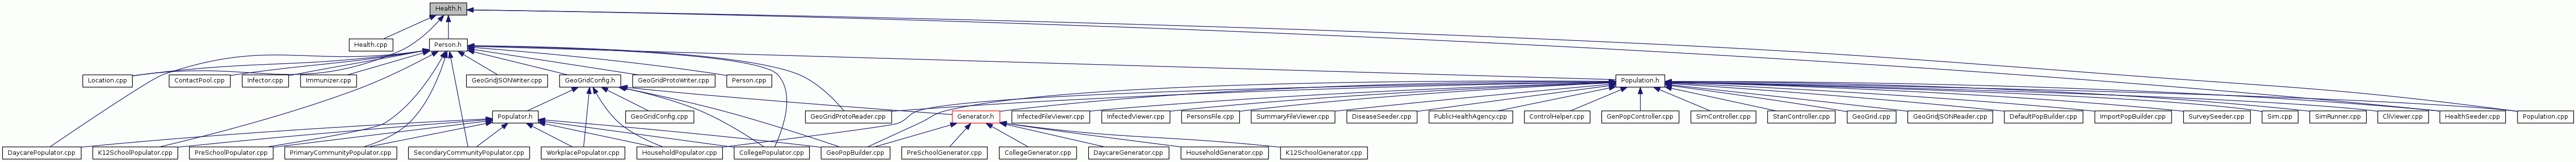 Health.h
Health.cpp
Person.h
Location.cpp
ContactPool.cpp
Infector.cpp
Immunizer.cpp
GeoGridJSONWriter.cpp
GeoGridConfig.h
GeoGridProtoWriter.cpp
Person.cpp
Population.h
Populator.h
GeoGridConfig.cpp
GeoGridProtoReader.cpp
Generator.h
InfectedFileViewer.cpp
InfectedViewer.cpp
PersonsFile.cpp
SummaryFileViewer.cpp
DiseaseSeeder.cpp
PublicHealthAgency.cpp
ControlHelper.cpp
GenPopController.cpp
SimController.cpp
StanController.cpp
GeoGrid.cpp
GeoGridJSONReader.cpp
DefaultPopBuilder.cpp
ImportPopBuilder.cpp
SurveySeeder.cpp
Sim.cpp
SimRunner.cpp
CliViewer.cpp
HealthSeeder.cpp
Population.cpp
DaycarePopulator.cpp
K12SchoolPopulator.cpp
PreSchoolPopulator.cpp
PrimaryCommunityPopulator.cpp
SecondaryCommunityPopulator.cpp
WorkplacePopulator.cpp
HouseholdPopulator.cpp
CollegePopulator.cpp
GeoPopBuilder.cpp
PreSchoolGenerator.cpp
CollegeGenerator.cpp
DaycareGenerator.cpp
HouseholdGenerator.cpp
K12SchoolGenerator.cpp